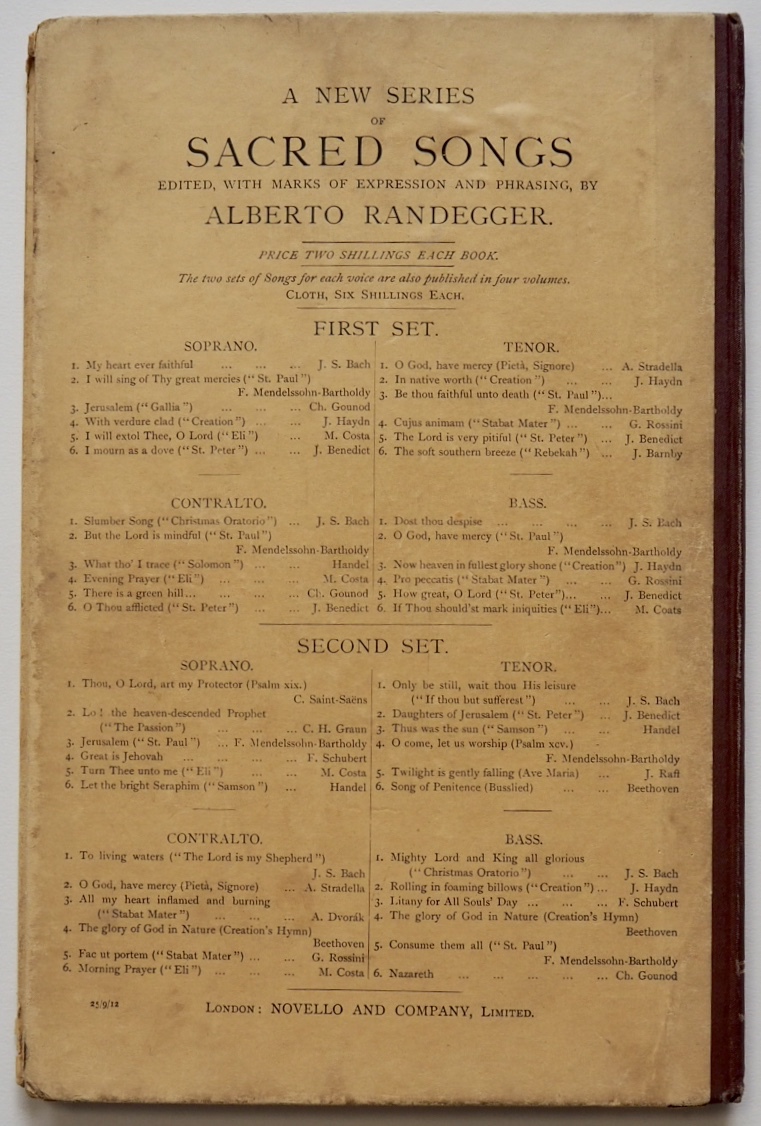 A NEW SERIES
OF
SACRED SONGS
EDITED, WITH MARKS OF EXPRESSION AND PHRASING, BY
ALBERTO RANDEGGER.
PRICE TWO SHILLINGS EACH BOOK.
The two sets of Songs for each voice are also published in four volumes.
CLOTH, SIX SHILLINGS EACH.
FIRST SET.
SOPRANO.
1. My heart ever faithful ... ... ... J. S. Bach
2. I will sing of Thy great mercies ("St. Paul")
F. Mendelssohn-Bartholdy
3. Jerusalem ("Gallia") ... ... ... Ch. Gounod
4. With verdure clad ("Creation") ... ... J. Haydn
5. I will extol Thee, O Lord ("Eli") ... M. Costa
6. I mourn as a dove ("St. Peter") ... ... J. Benedict
TENOR.
1. O God, have mercy (Pietà, Signore) ... A. Stradella
2. In native worth ("Creation") ... ... J. Haydn
3. Be thou faithful unto death ("St. Paul")...
F. Mendelssohn-Bartholdy
4. Cujus animam ("Stabat Mater") ... ... G. Rossini
5. The Lord is very pitiful ("St. Peter") ... J. Benedict
6. The soft southern breeze ("Rebekah") ... J. Barnby
CONTRALTO.
1. Slumber Song ("Christmas Oratorio") ... J. S. Bach
2. But the Lord is mindful ("St. Paul")
F. Mendelssohn-Bartholdy
3. What tho' I trace ("Solomon") ... ... Handel
4. Evening Prayer ("Eli") ... ... ... M. Costa
5. There is a green hill... ... ... ... Ch. Gounod
6. O Thou afflicted ("St. Peter") ... ... J. Benedict
BASS.
1. Dost thou despise ... ... ... ... J. S. Bach
2. O God, have mercy ("St. Paul")
F. Mendelssohn-Bartholdy
3. Now heaven in fullest glory shone ("Creation") J. Haydn
4. Pro peccatis ("Stabat Mater") ... ... G. Rossini
5. How great, O Lord ("St. Peter")... ... J. Benedict
6. If Thou should'st mark iniquities ("Eli")... M. Coats
SECOND SET.
SOPRANO.
1. Thou, O Lord, art my Protector (Psalm xix.)
C. Saint-Saëns
2. Lo! the heaven-descended Prophet
("The Passion") ... ... ... C. H. Graun
3. Jerusalem ("St. Paul") ... F. Mendelssohn-Bartholdy
4. Great is Jehovah ... ... ... ... F. Schubert
5. Turn Thee unto me ("Eli") ... ... M. Costa
6. Let the bright Seraphim ("Samson") ... Handel
TENOR.
1. Only be still, wait thou His leisure
("If thou but sufferest") ... ... J. S. Bach
2. Daughters of Jerusalem ("St. Peter") ... J. Benedict
3. Thus was the sun ("Samson") ... ... Handel
4. O come, let us worship (Psalm xcv.)
F. Mendelssohn-Bartholdy
5. Twilight is gently falling (Ave Maria) ... J. Raff
6. Song of Penitence (Busslied) ... ... Beethoven
CONTRALTO.
1. To living waters ("The Lord is my Shepherd")
J. S. Bach
2. O God, have mercy (Pietà, Signore) ... A. Stradella
3. All my heart inflamed and burning
("Stabat Mater") ... ... ... A. Dvorák
4. The glory of God in Nature (Creation's Hymn)
Beethoven
5. Fac ut portem ("Stabat Mater") ... ... G. Rossini
6. Morning Prayer ("Eli") ... ... ... M. Costa
BASS.
1. Mighty Lord and King all glorious
("Christmas Oratorio") ... ... J. S. Bach
2. Rolling in foaming billows ("Creation") ... J. Haydn
3. Litany for All Souls' Day ... ... ... F. Schubert
4. The glory of God in Nature (Creation's Hymn)
Beethoven
5. Consume them all ("St. Paul")
F. Mendelssohn-Bartholdy
6. Nazareth ... ... ... ... ... Ch. Gounod
25/9/12
LONDON: NOVELLO AND COMPANY, LIMITED.